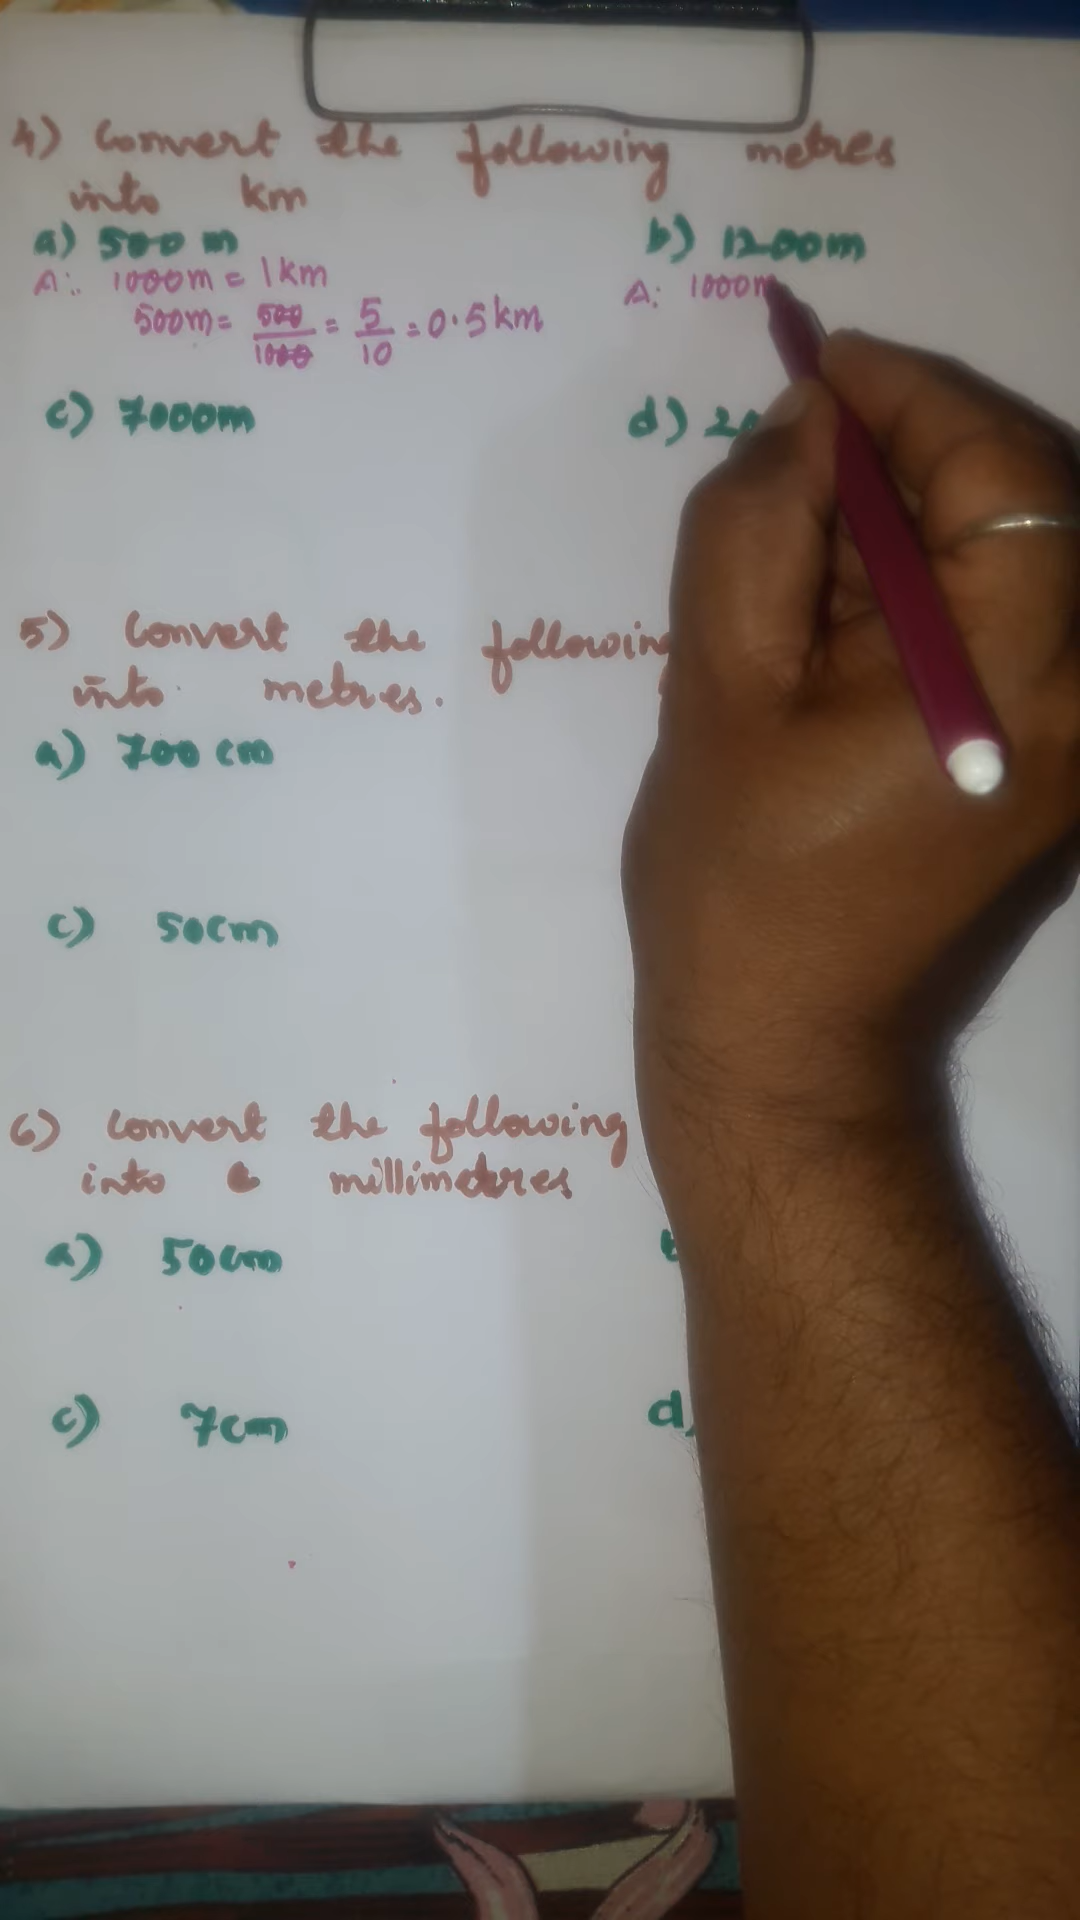 4) Convert the following metres
into km
a) 500 m
b) 1200m
A: 1000m = 1km
A: 1000m
500m = 500/1000 = 5/10 = 0.5km
c) 7000m
d)
5) Convert the following
into metres.
a) 700 cm
c) 50cm
6) Convert the following
into millimetres
a) 50cm
c) 7cm
d)